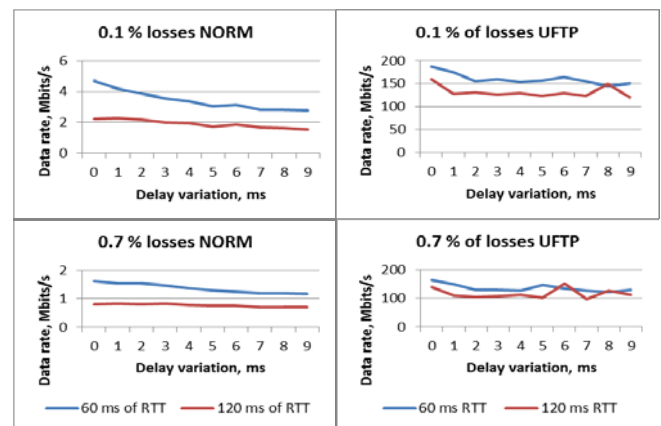 0.1 % losses NORM
Data rate, Mbits/s
6
4
2
0
0 1 2 3 4 5 6 7 8 9
Delay variation, ms
0.1 % of losses UFTP
Data rate, Mbits/s
200
150
100
50
0
0 1 2 3 4 5 6 7 8 9
Delay variation, ms
0.7 % losses NORM
Data rate, Mbits/s
2
1
0
0 1 2 3 4 5 6 7 8 9
Delay variation, ms
60 ms of RTT 120 ms of RTT
0.7 % of losses UFTP
Data rate, Mbits/s
200
100
0
0 1 2 3 4 5 6 7 8 9
Delay variation, ms
60 ms RTT 120 ms of RTT